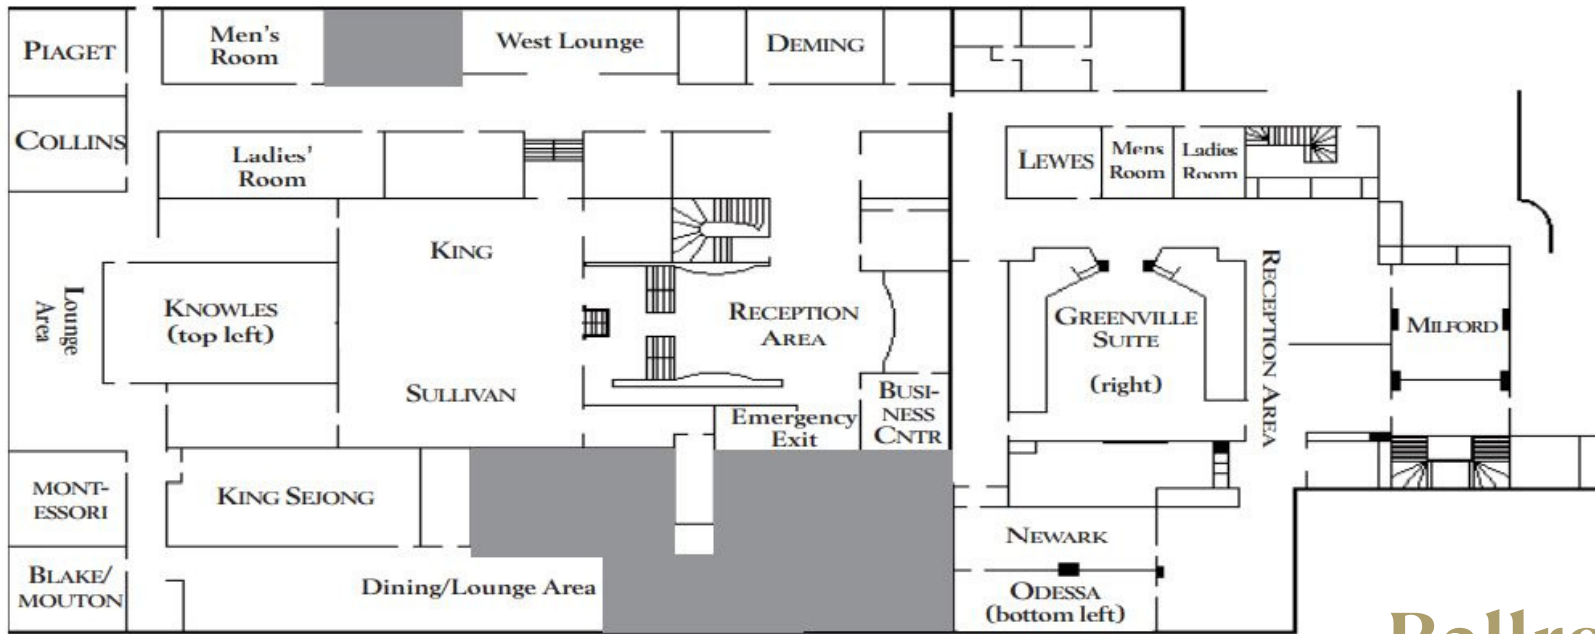 PIAGET
Men's
Room
West Lounge
DEMING
COLLINS
Ladies'
Room
LEWES
Mens
Room
Ladies
Room
KING
Lounge
Area
KNOWLES
(top left)
RECEPTION
AREA
GREENVILLE
SUITE
(right)
RECEPTION AREA
MILFORD
SULLIVAN
Emergency
Exit
BUSI-
NESS
CNTR
MONT-
ESSORI
KING SEJONG
NEWARK
BLAKE/
MOUTON
Dining/Lounge Area
ODESSA
(bottom left)